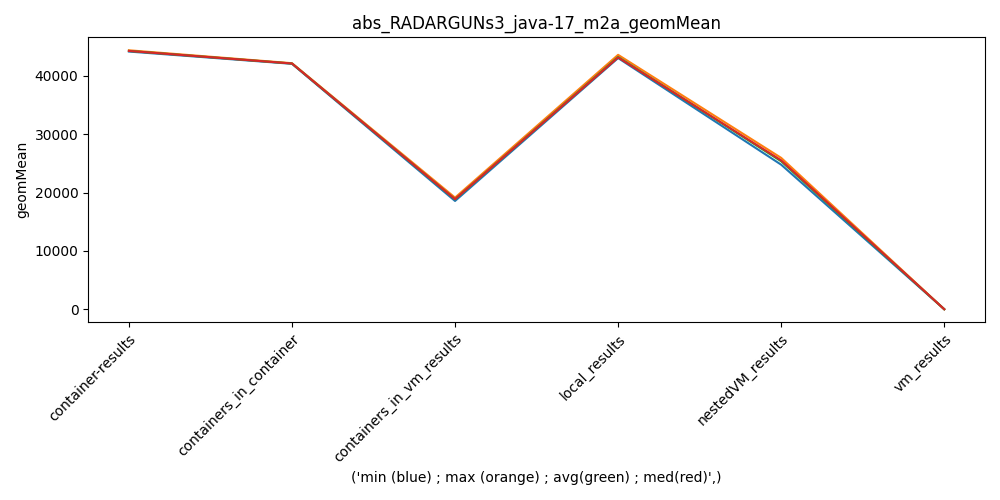 abs_RADARGUNs3_java-17_m2a_geomMean
geomMean
40000
30000
20000
10000
0
container-results
containers_in_container
containers_in_vm_results
local_results
nestedVM_results
vm_results
('min (blue) ; max (orange) ; avg(green) ; med(red)',)